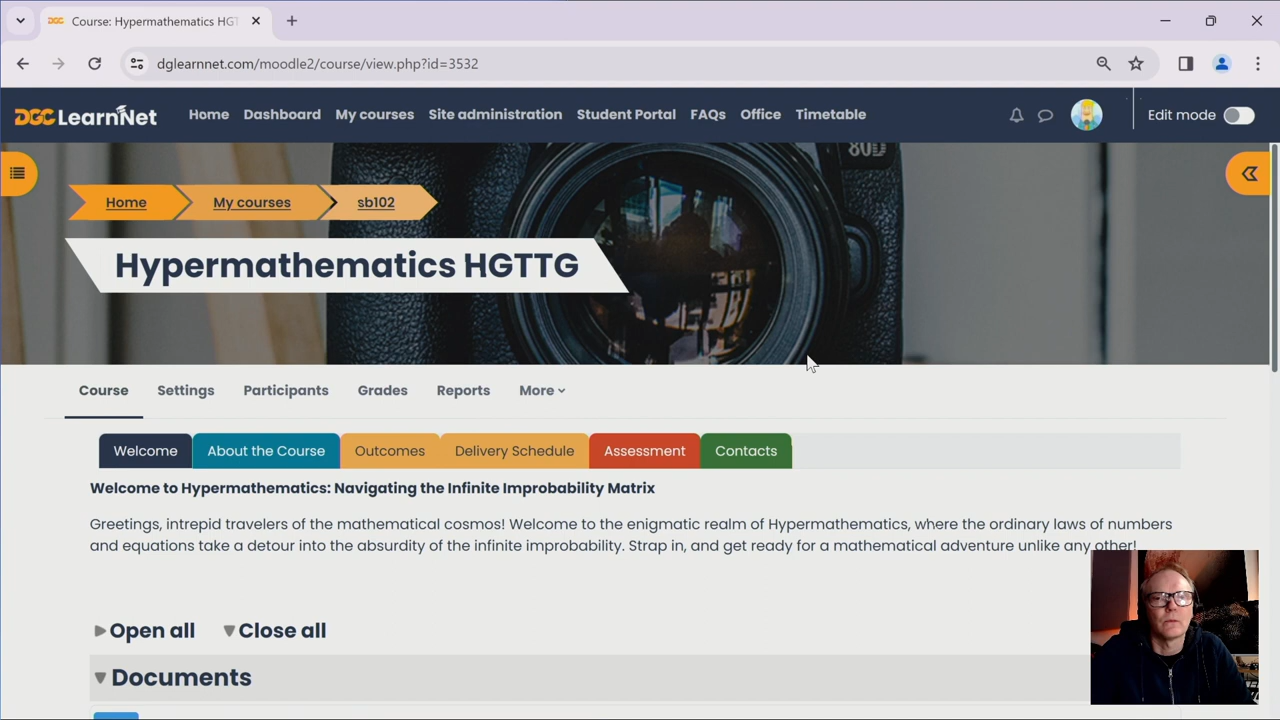 DGC Course: Hypermathematics HGT
dglearnnet.com/moodle2/course/view.php?id=3532
DGC LearnNet Home Dashboard My courses Site administration Student Portal FAQs Office Timetable Edit mode
80D
Home My courses sb102
Hypermathematics HGTTG
Course Settings Participants Grades Reports More
Welcome About the Course Outcomes Delivery Schedule Assessment Contacts
Welcome to Hypermathematics: Navigating the Infinite Improbability Matrix
Greetings, intrepid travelers of the mathematical cosmos! Welcome to the enigmatic realm of Hypermathematics, where the ordinary laws of numbers
and equations take a detour into the absurdity of the infinite improbability. Strap in, and get ready for a mathematical adventure unlike any other!
Open all Close all
Documents